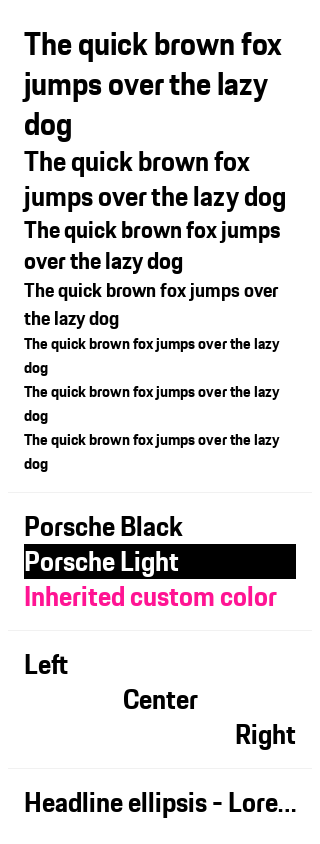 The quick brown fox
jumps over the lazy
dog
The quick brown fox
jumps over the lazy dog
The quick brown fox jumps
over the lazy dog
The quick brown fox jumps over
the lazy dog
The quick brown fox jumps over the lazy
dog
The quick brown fox jumps over the lazy
dog
The quick brown fox jumps over the lazy
dog
Porsche Black
Porsche Light
Inherited custom color
Left
Center
Right
Headline ellipsis - Lore...